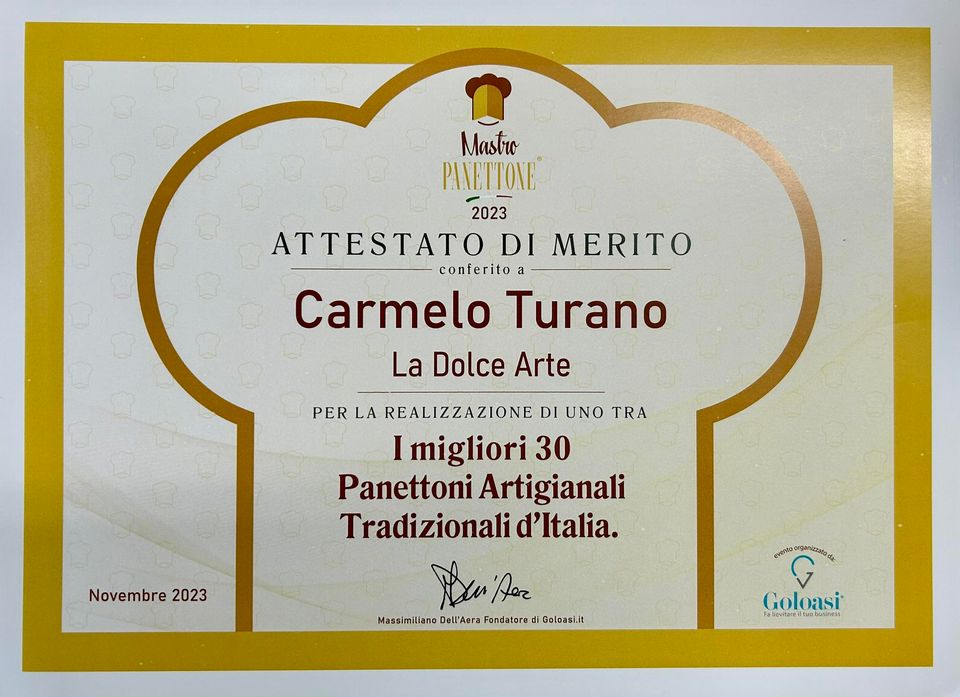 Mastro
PANETTONE®
2023
ATTESTATO DI MERITO
conferito a
Carmelo Turano
La Dolce Arte
PER LA REALIZZAZIONE DI UNO TRA
I migliori 30
Panettoni Artigianali
Tradizionali d'Italia.
Novembre 2023
Massimiliano Dell'Aera Fondatore di Goloasi.it
evento organizzato da:
Goloasi®
Fa lievitare il tuo business